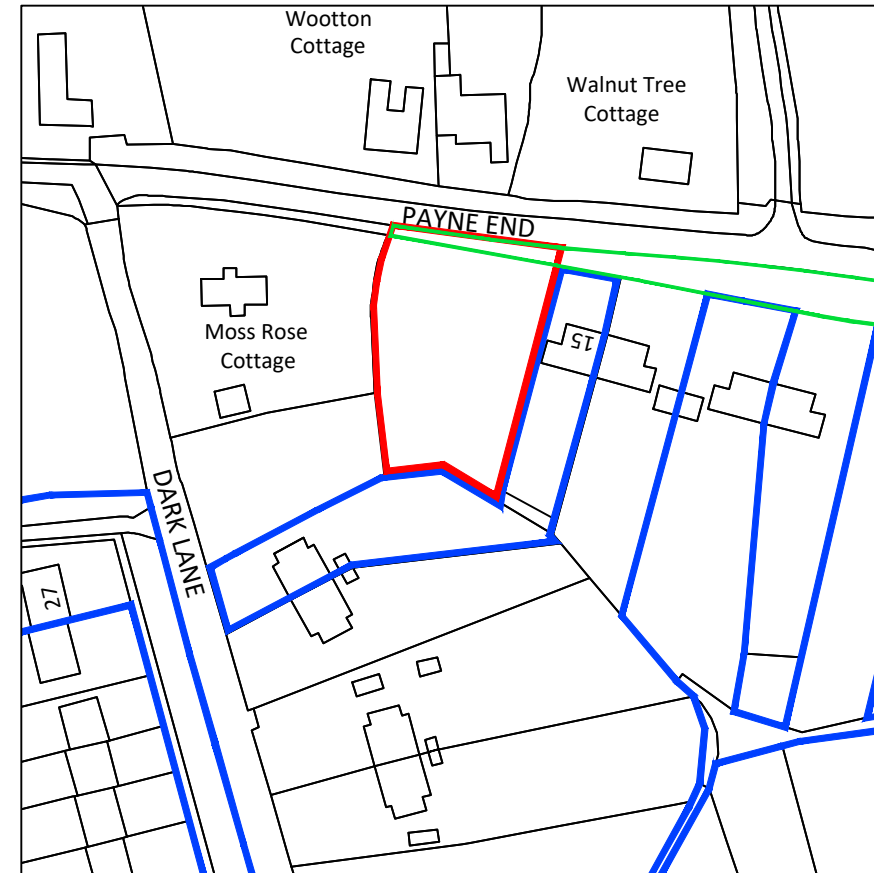 Wootton
Cottage
Walnut Tree
Cottage
PAYNE END
15
Moss Rose
Cottage
DARK LANE
27